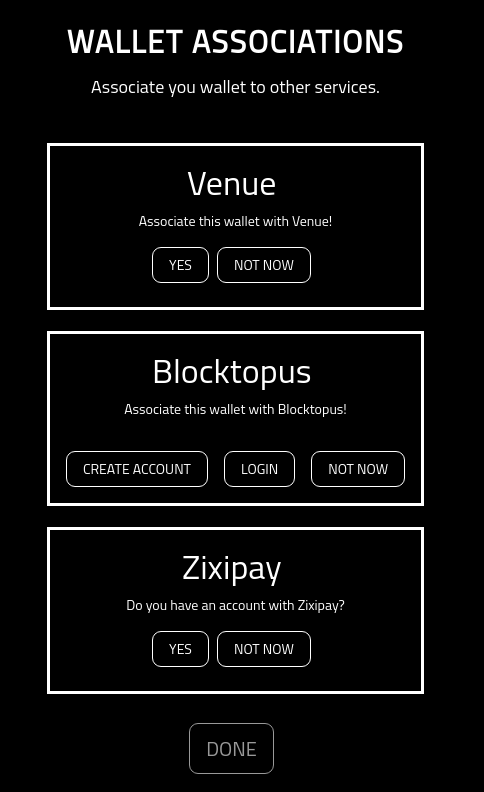 WALLET ASSOCIATIONS
Associate you wallet to other services.
Venue
Associate this wallet with Venue!
YES NOT NOW
Blocktopus
Associate this wallet with Blocktopus!
CREATE ACCOUNT LOGIN NOT NOW
Zixipay
Do you have an account with Zixipay?
YES NOT NOW
DONE